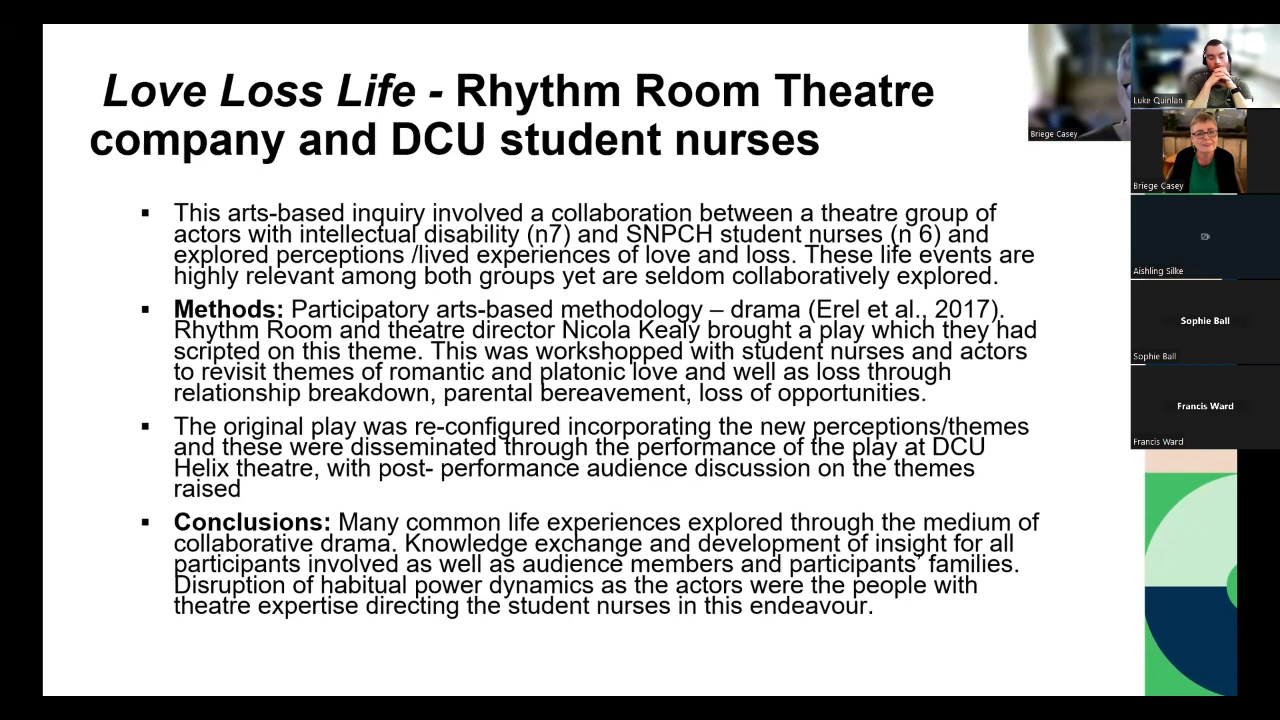 Love Loss Life - Rhythm Room Theatre
company and DCU student nurses
▪ This arts-based inquiry involved a collaboration between a theatre group of
actors with intellectual disability (n7) and SNPCH student nurses (n 6) and
explored perceptions /lived experiences of love and loss. These life events are
highly relevant among both groups yet are seldom collaboratively explored.
▪ Methods: Participatory arts-based methodology – drama (Erel et al., 2017).
Rhythm Room and theatre director Nicola Kealy brought a play which they had
scripted on this theme. This was workshopped with student nurses and actors
to revisit themes of romantic and platonic love and well as loss through
relationship breakdown, parental bereavement, loss of opportunities.
▪ The original play was re-configured incorporating the new perceptions/themes
and these were disseminated through the performance of the play at DCU
Helix theatre, with post- performance audience discussion on the themes
raised
▪ Conclusions: Many common life experiences explored through the medium of
collaborative drama. Knowledge exchange and development of insight for all
participants involved as well as audience members and participants’ families.
Disruption of habitual power dynamics as the actors were the people with
theatre expertise directing the student nurses in this endeavour.
Briege Casey
Luke Quinlan
Briege Casey
Aishling Silke
Sophie Ball
Sophie Ball
Francis Ward
Francis Ward